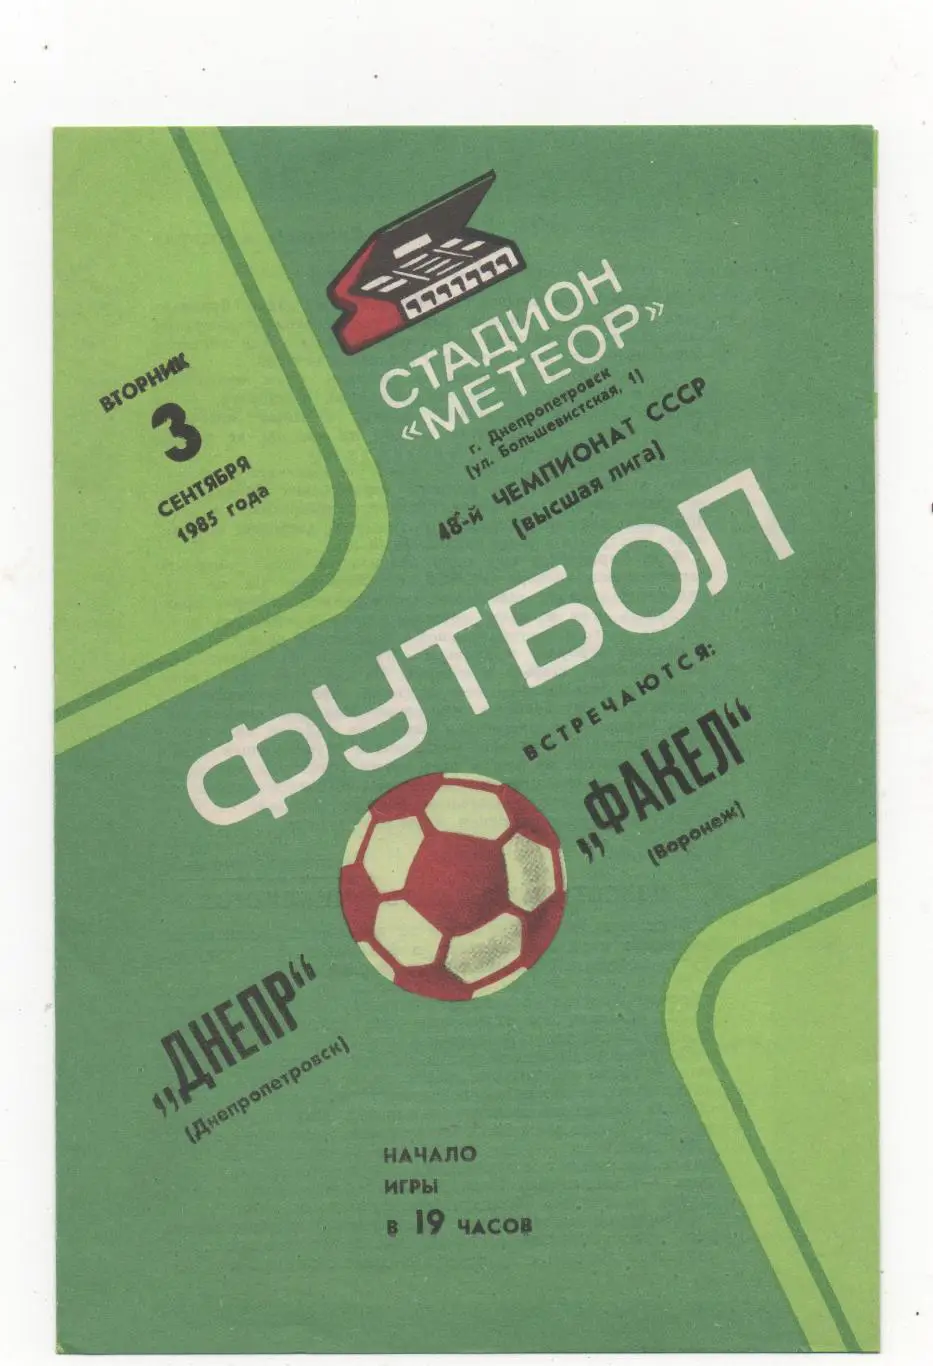 ВТОРНИК
3
СЕНТЯБРЯ
1985 года
СТАДИОН
«МЕТЕОР»
г. Днепропетровск
(ул. Большевистская, 1)
48-й ЧЕМПИОНАТ СССР
(высшая лига)
ФУТБОЛ
ВСТРЕЧАЮТСЯ:
„ФАКЕЛ“
(Воронеж)
„ДНЕПР“
(Днепропетровск)
НАЧАЛО
ИГРЫ
В 19 ЧАСОВ